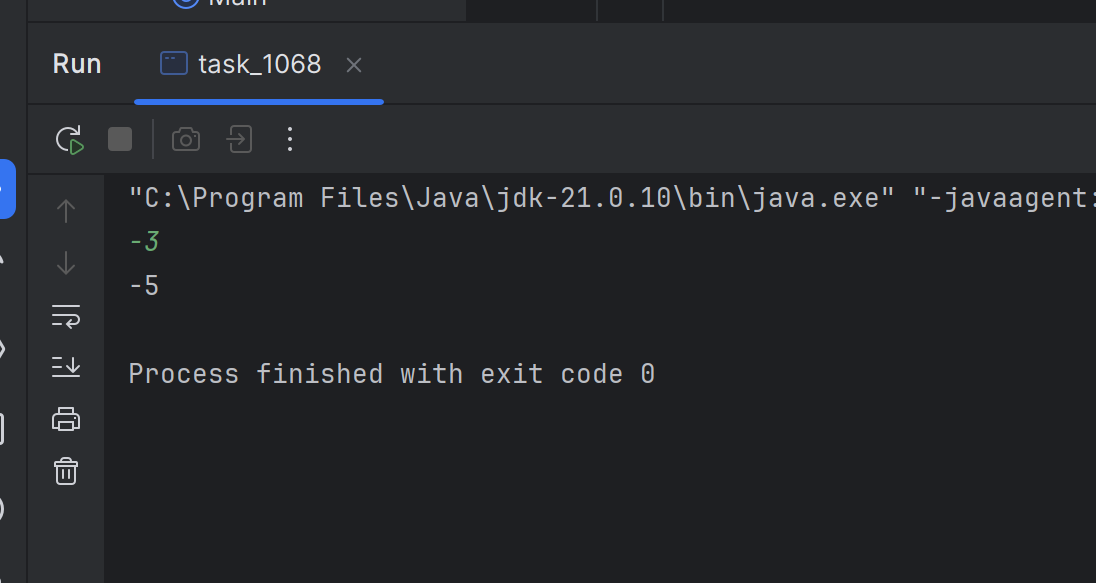 Main
Run task_1068
"C:\Program Files\Java\jdk-21.0.10\bin\java.exe" "-javaagent:
-3
-5
Process finished with exit code 0